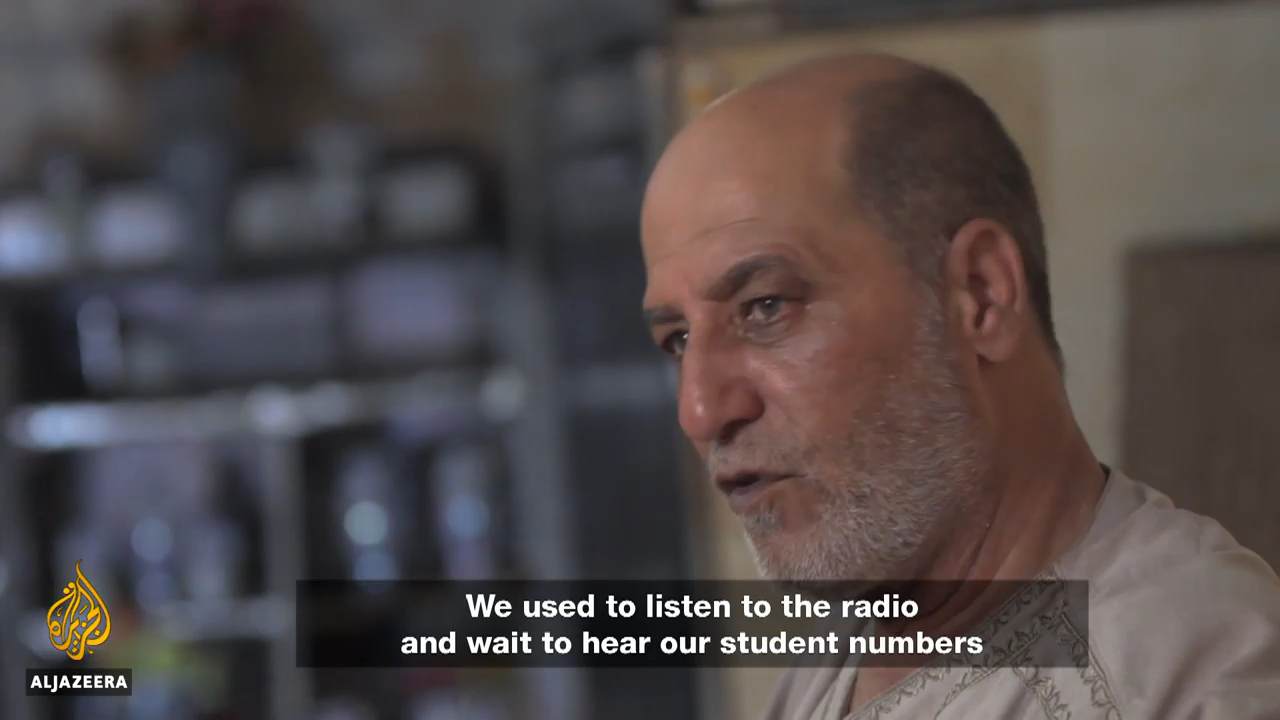 We used to listen to the radio
and wait to hear our student numbers
الجزيرة
ALJAZEERA